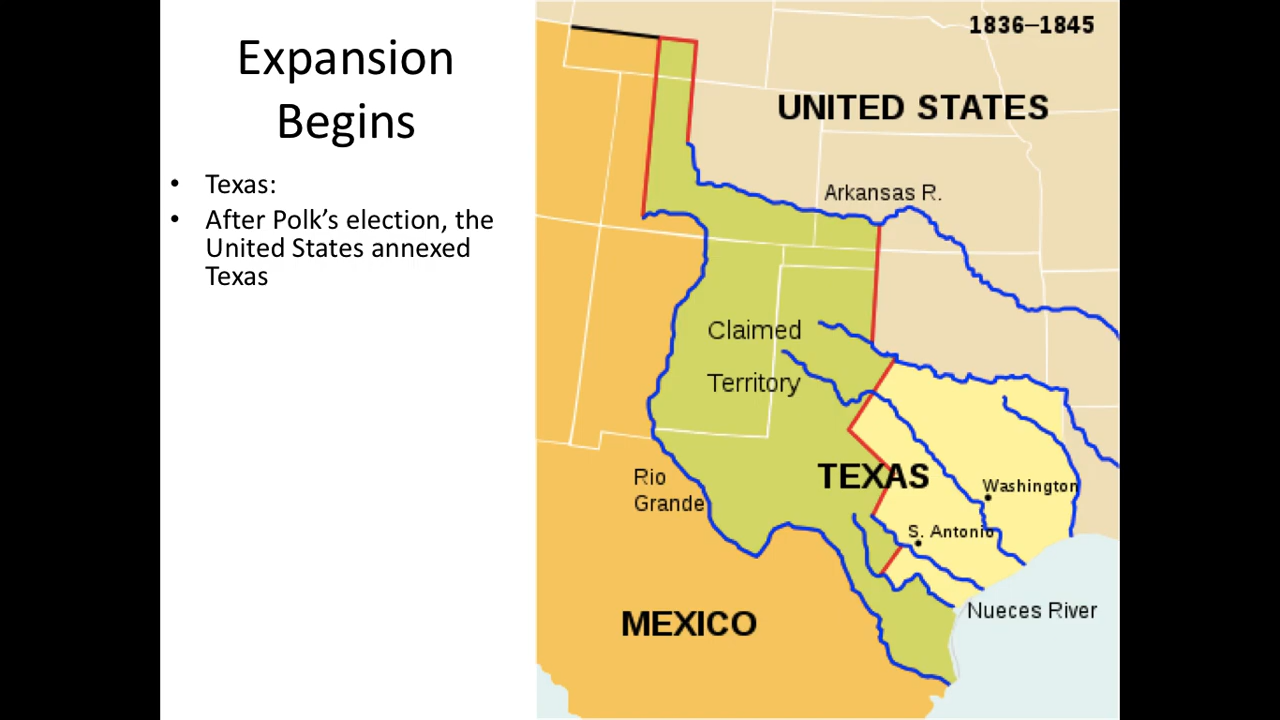 Expansion
Begins
• Texas:
• After Polk’s election, the
United States annexed
Texas
1836–1845
UNITED STATES
Arkansas R.
Claimed
Territory
TEXAS
Rio
Grande
Washington
S. Antonio
Nueces River
MEXICO